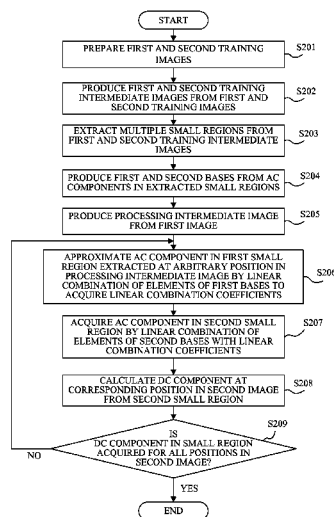 START
PREPARE FIRST AND SECOND TRAINING
IMAGES
S201
PRODUCE FIRST AND SECOND TRAINING
INTERMEDIATE IMAGES FROM FIRST AND
SECOND TRAINING IMAGES
S202
EXTRACT MULTIPLE SMALL REGIONS FROM
FIRST AND SECOND TRAINING INTERMEDIATE
IMAGES
S203
PRODUCE FIRST AND SECOND BASES FROM AC
COMPONENTS IN EXTRACTED SMALL REGIONS
S204
PRODUCE PROCESSING INTERMEDIATE IMAGE
FROM FIRST IMAGE
S205
APPROXIMATE AC COMPONENT IN FIRST SMALL
REGION EXTRACTED AT ARBITRARY POSITION IN
PROCESSING INTERMEDIATE IMAGE BY LINEAR
COMBINATION OF ELEMENTS OF FIRST BASES TO
ACQUIRE LINEAR COMBINATION COEFFICIENTS
S206
ACQUIRE AC COMPONENT IN SECOND SMALL
REGION BY LINEAR COMBINATION OF
ELEMENTS OF SECOND BASES WITH LINEAR
COMBINATION COEFFICIENTS
S207
CALCULATE DC COMPONENT AT
CORRESPONDING POSITION IN SECOND IMAGE
FROM SECOND SMALL REGION
S208
IS
DC COMPONENT IN SMALL REGION
ACQUIRED FOR ALL POSITIONS IN
SECOND IMAGE?
S209
NO
YES
END